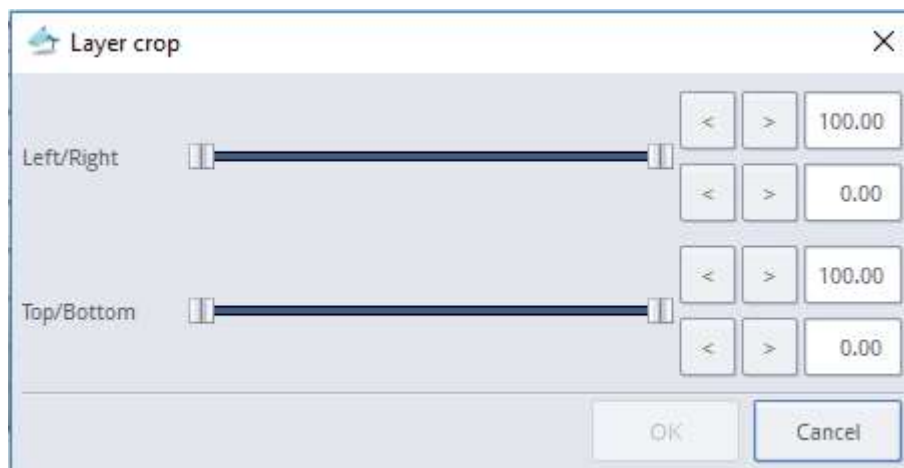 Layer crop
< > 100.00
Left/Right
< > 0.00
< > 100.00
Top/Bottom
< > 0.00
OK Cancel